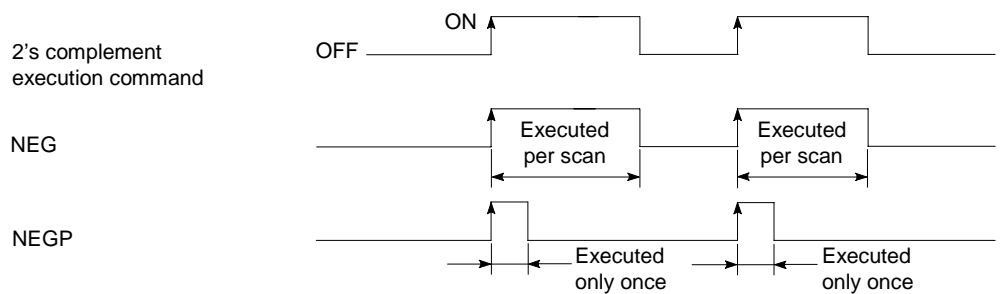 ON
2's complement
execution command
OFF
NEG
Executed
per scan
Executed
per scan
NEGP
Executed
only once
Executed
only once